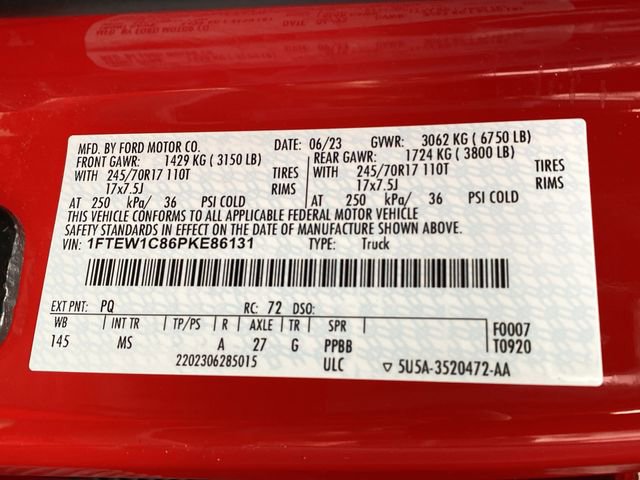 MFD. BY FORD MOTOR CO. DATE: 06/23 GVWR: 3062 KG ( 6750 LB)
FRONT GAWR: 1429 KG ( 3150 LB) REAR GAWR: 1724 KG ( 3800 LB)
WITH 245/70R17 110T TIRES WITH 245/70R17 110T TIRES
17x7.5J RIMS 17x7.5J RIMS
AT 250 kPa/ 36 PSI COLD AT 250 kPa/ 36 PSI COLD
THIS VEHICLE CONFORMS TO ALL APPLICABLE FEDERAL MOTOR VEHICLE
SAFETY STANDARDS IN EFFECT ON THE DATE OF MANUFACTURE SHOWN ABOVE.
VIN: 1FTEW1C86PKE86131 TYPE: Truck
EXT PNT: PQ RC: 72 DSO:
WB INT TR TP/PS R AXLE TR SPR F0007
145 MS A 27 G PPBB T0920
2202306285015 ULC ▽ 5U5A-3520472-AA